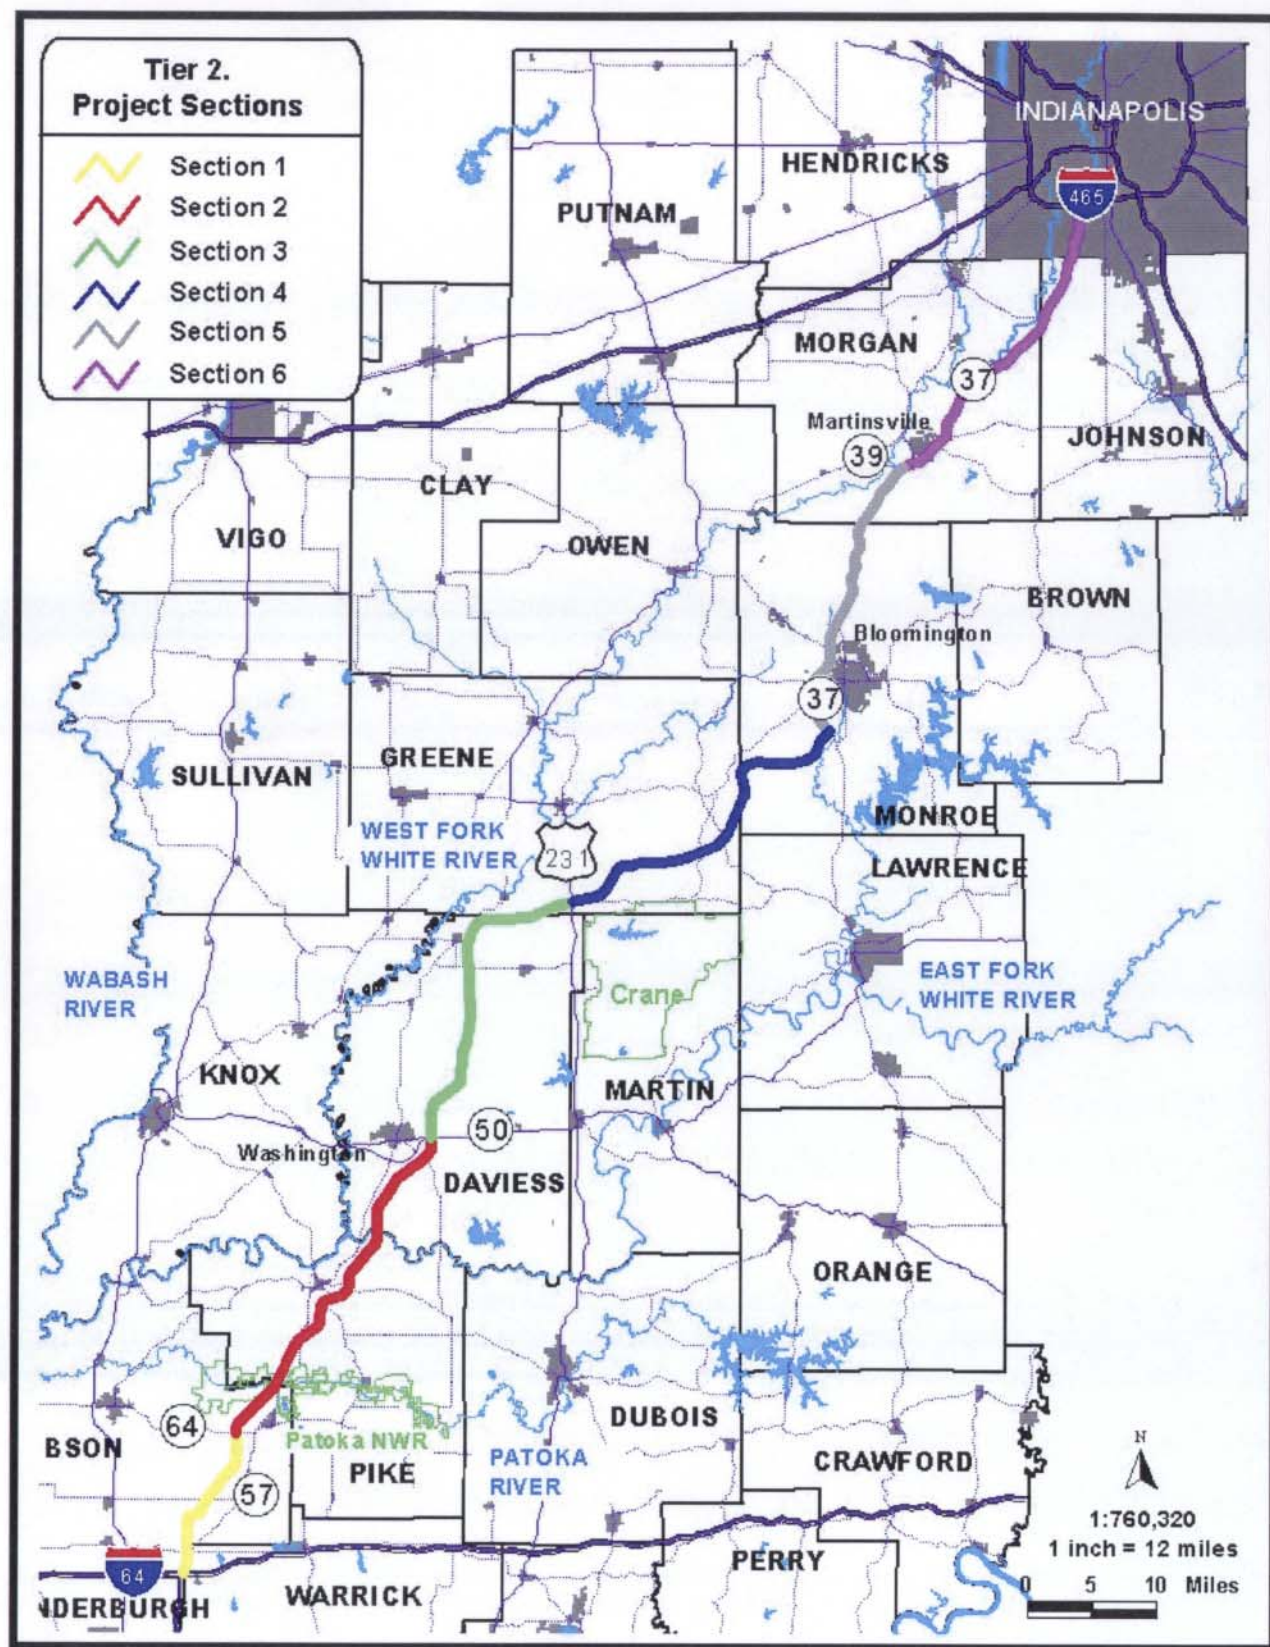 Tier 2.
Project Sections
Section 1
Section 2
Section 3
Section 4
Section 5
Section 6
INDIANAPOLIS
465
HENDRICKS
PUTNAM
MORGAN
37
Martinsville
39
JOHNSON
CLAY
VIGO
OWEN
BROWN
Bloomington
37
GREENE
SULLIVAN
MONROE
WEST FORK
WHITE RIVER
231
LAWRENCE
WABASH
RIVER
Crane
EAST FORK
WHITE RIVER
KNOX
MARTIN
50
Washington
DAVIESS
ORANGE
64
BSON
Patoka NWR
PIKE
DUBOIS
PATOKA
RIVER
CRAWFORD
57
N
1:760,320
1 inch = 12 miles
0 5 10 Miles
64
NDERBURGH
WARRICK
PERRY